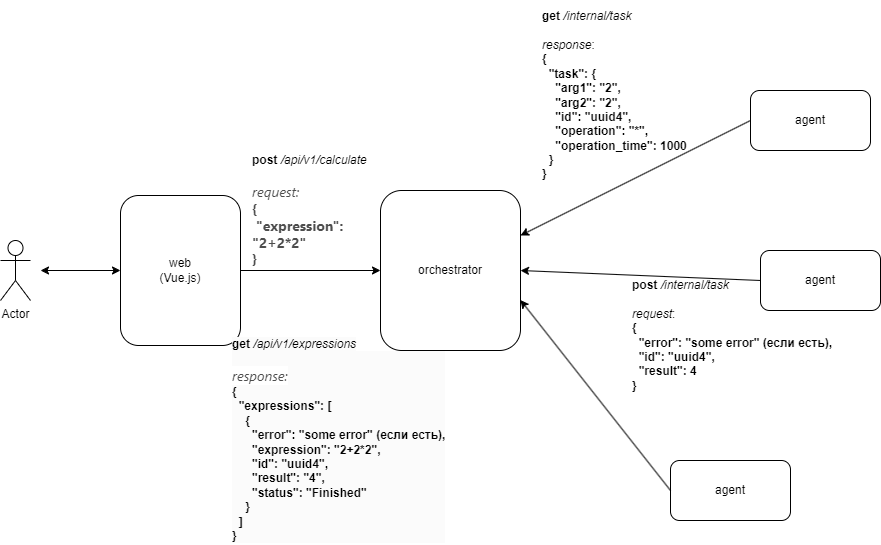 get /internal/task
response:
{
"task": {
"arg1": "2",
"arg2": "2",
"id": "uuid4",
"operation": "*",
"operation_time": 1000
}
}
agent
post /api/v1/calculate
request:
{
"expression":
"2+2*2"
}
web
(Vue.js)
orchestrator
Actor
agent
post /internal/task
request:
{
"error": "some error" (если есть),
"id": "uuid4",
"result": 4
}
get /api/v1/expressions
response:
{
"expressions": [
{
"error": "some error" (если есть),
"expression": "2+2*2",
"id": "uuid4",
"result": "4",
"status": "Finished"
}
]
}
agent